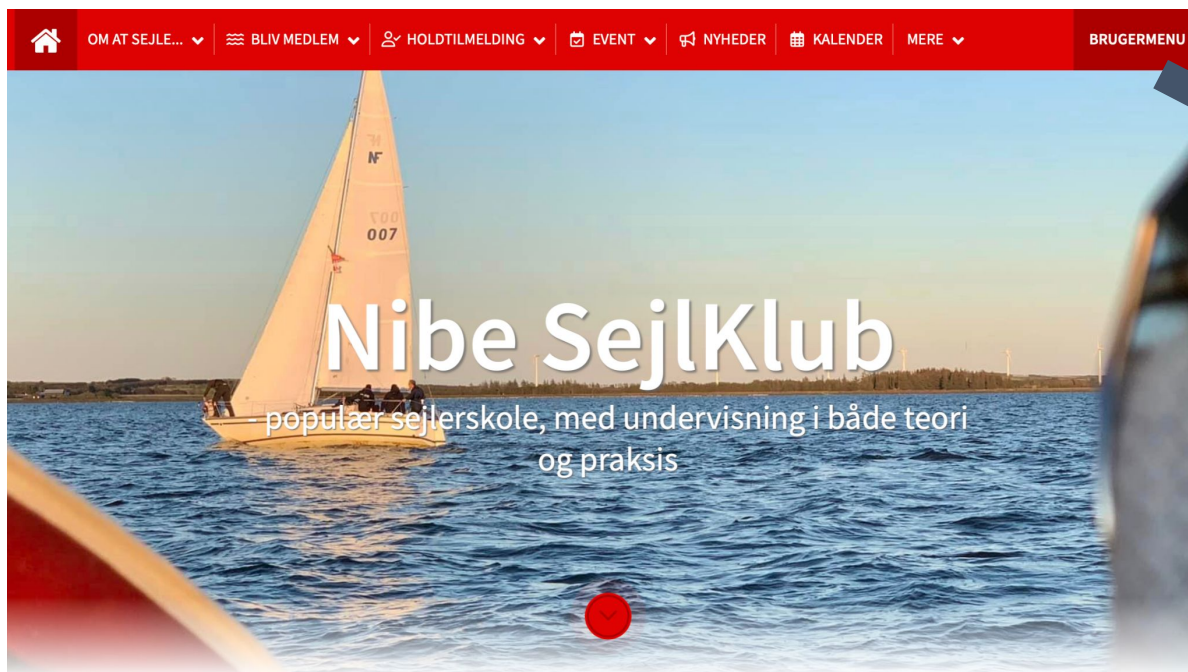 OM AT SEJLE...
BLIV MEDLEM
HOLDTILMELDING
EVENT
NYHEDER
KALENDER
MERE
BRUGERMENU
NF
007
Nibe SejlKlub
- populær sejlerskole, med undervisning i både teori
og praksis